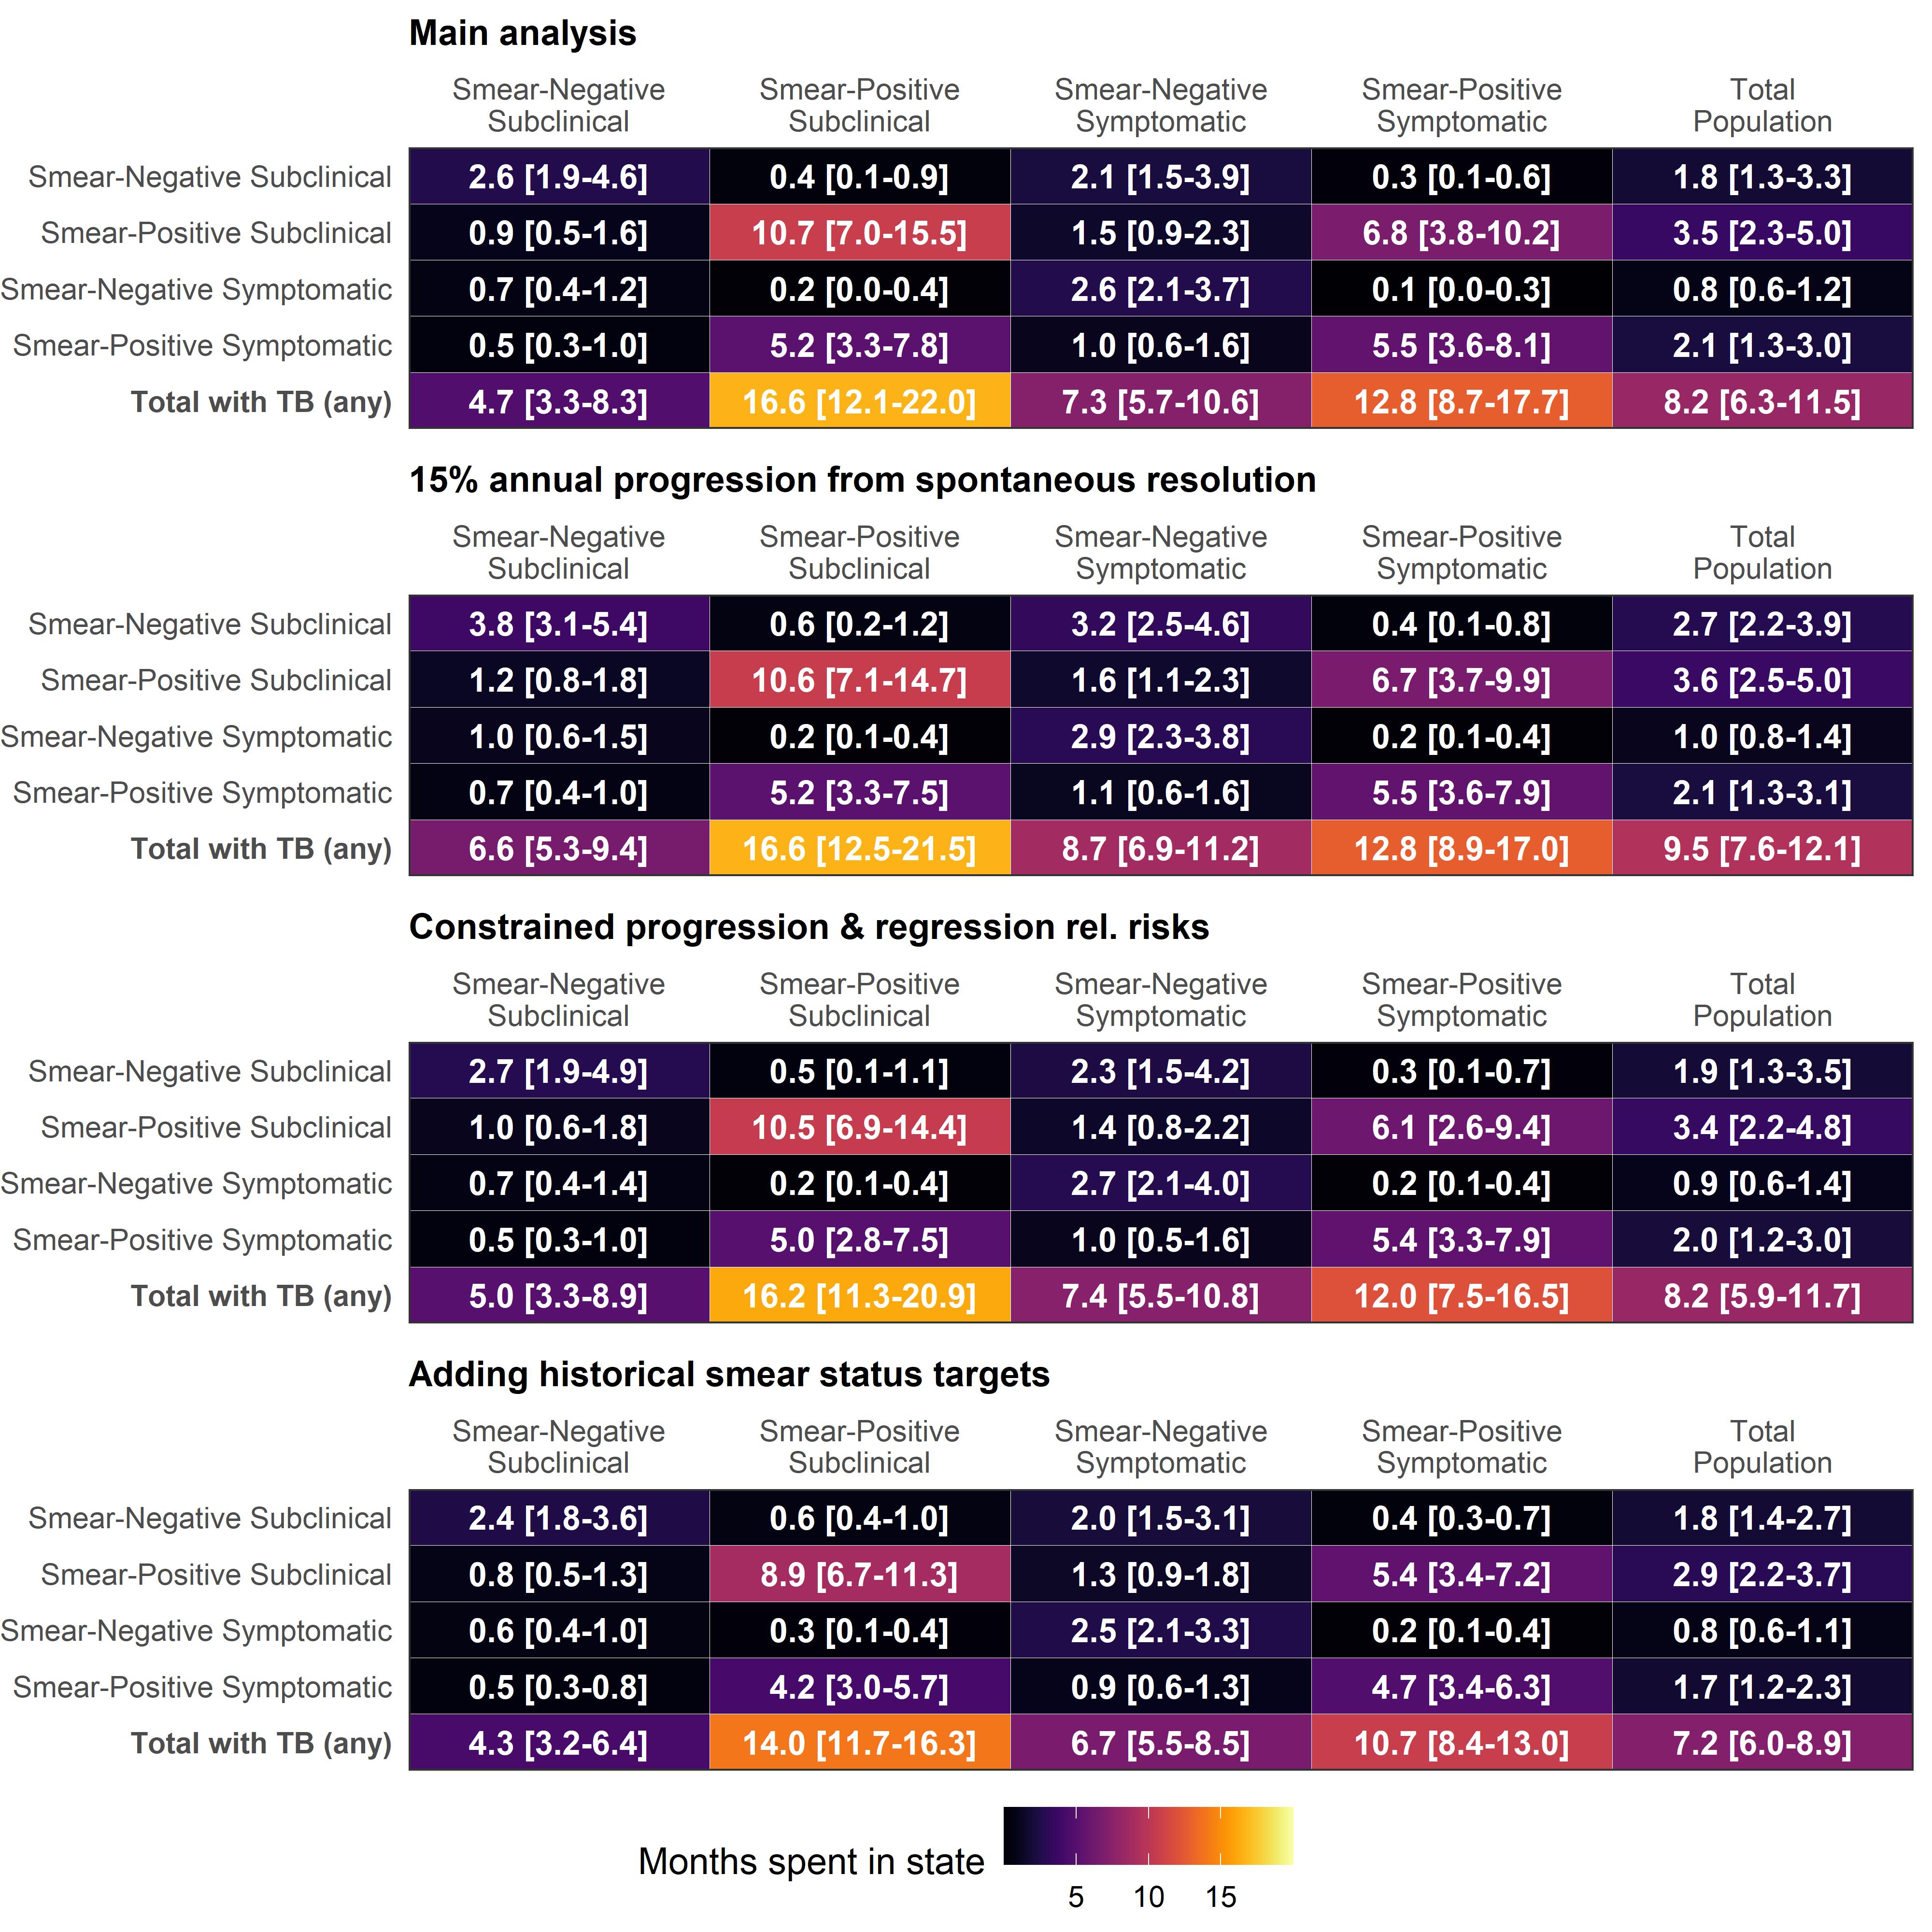 Main analysis
Smear-Negative Subclinical
Smear-Positive Subclinical
Smear-Negative Symptomatic
Smear-Positive Symptomatic
Total Population
Smear-Negative Subclinical 2.6 [1.9-4.6] 0.4 [0.1-0.9] 2.1 [1.5-3.9] 0.3 [0.1-0.6] 1.8 [1.3-3.3]
Smear-Positive Subclinical 0.9 [0.5-1.6] 10.7 [7.0-15.5] 1.5 [0.9-2.3] 6.8 [3.8-10.2] 3.5 [2.3-5.0]
Smear-Negative Symptomatic 0.7 [0.4-1.2] 0.2 [0.0-0.4] 2.6 [2.1-3.7] 0.1 [0.0-0.3] 0.8 [0.6-1.2]
Smear-Positive Symptomatic 0.5 [0.3-1.0] 5.2 [3.3-7.8] 1.0 [0.6-1.6] 5.5 [3.6-8.1] 2.1 [1.3-3.0]
Total with TB (any) 4.7 [3.3-8.3] 16.6 [12.1-22.0] 7.3 [5.7-10.6] 12.8 [8.7-17.7] 8.2 [6.3-11.5]
15% annual progression from spontaneous resolution
Smear-Negative Subclinical
Smear-Positive Subclinical
Smear-Negative Symptomatic
Smear-Positive Symptomatic
Total Population
Smear-Negative Subclinical 3.8 [3.1-5.4] 0.6 [0.2-1.2] 3.2 [2.5-4.6] 0.4 [0.1-0.8] 2.7 [2.2-3.9]
Smear-Positive Subclinical 1.2 [0.8-1.8] 10.6 [7.1-14.7] 1.6 [1.1-2.3] 6.7 [3.7-9.9] 3.6 [2.5-5.0]
Smear-Negative Symptomatic 1.0 [0.6-1.5] 0.2 [0.1-0.4] 2.9 [2.3-3.8] 0.2 [0.1-0.4] 1.0 [0.8-1.4]
Smear-Positive Symptomatic 0.7 [0.4-1.0] 5.2 [3.3-7.5] 1.1 [0.6-1.6] 5.5 [3.6-7.9] 2.1 [1.3-3.1]
Total with TB (any) 6.6 [5.3-9.4] 16.6 [12.5-21.5] 8.7 [6.9-11.2] 12.8 [8.9-17.0] 9.5 [7.6-12.1]
Constrained progression & regression rel. risks
Smear-Negative Subclinical
Smear-Positive Subclinical
Smear-Negative Symptomatic
Smear-Positive Symptomatic
Total Population
Smear-Negative Subclinical 2.7 [1.9-4.9] 0.5 [0.1-1.1] 2.3 [1.5-4.2] 0.3 [0.1-0.7] 1.9 [1.3-3.5]
Smear-Positive Subclinical 1.0 [0.6-1.8] 10.5 [6.9-14.4] 1.4 [0.8-2.2] 6.1 [2.6-9.4] 3.4 [2.2-4.8]
Smear-Negative Symptomatic 0.7 [0.4-1.4] 0.2 [0.1-0.4] 2.7 [2.1-4.0] 0.2 [0.1-0.4] 0.9 [0.6-1.4]
Smear-Positive Symptomatic 0.5 [0.3-1.0] 5.0 [2.8-7.5] 1.0 [0.5-1.6] 5.4 [3.3-7.9] 2.0 [1.2-3.0]
Total with TB (any) 5.0 [3.3-8.9] 16.2 [11.3-20.9] 7.4 [5.5-10.8] 12.0 [7.5-16.5] 8.2 [5.9-11.7]
Adding historical smear status targets
Smear-Negative Subclinical
Smear-Positive Subclinical
Smear-Negative Symptomatic
Smear-Positive Symptomatic
Total Population
Smear-Negative Subclinical 2.4 [1.8-3.6] 0.6 [0.4-1.0] 2.0 [1.5-3.1] 0.4 [0.3-0.7] 1.8 [1.4-2.7]
Smear-Positive Subclinical 0.8 [0.5-1.3] 8.9 [6.7-11.3] 1.3 [0.9-1.8] 5.4 [3.4-7.2] 2.9 [2.2-3.7]
Smear-Negative Symptomatic 0.6 [0.4-1.0] 0.3 [0.1-0.4] 2.5 [2.1-3.3] 0.2 [0.1-0.4] 0.8 [0.6-1.1]
Smear-Positive Symptomatic 0.5 [0.3-0.8] 4.2 [3.0-5.7] 0.9 [0.6-1.3] 4.7 [3.4-6.3] 1.7 [1.2-2.3]
Total with TB (any) 4.3 [3.2-6.4] 14.0 [11.7-16.3] 6.7 [5.5-8.5] 10.7 [8.4-13.0] 7.2 [6.0-8.9]
Months spent in state
5 10 15